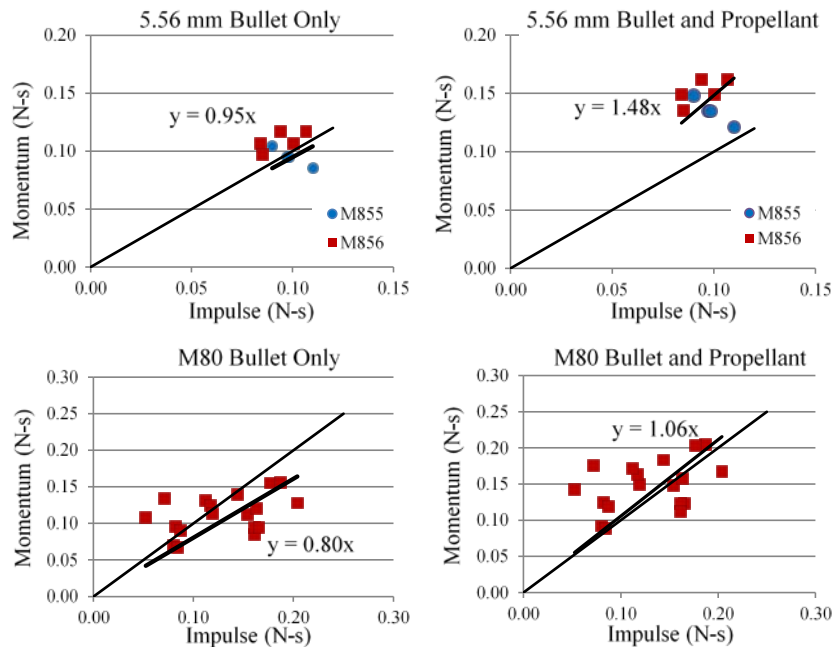 5.56 mm Bullet Only
Momentum (N-s)
0.20
0.15
0.10
0.05
0.00
y = 0.95x
M855
M856
0.00 0.05 0.10 0.15
Impulse (N-s)
5.56 mm Bullet and Propellant
Momentum (N-s)
0.20
0.15
0.10
0.05
0.00
y = 1.48x
M855
M856
0.00 0.05 0.10 0.15
Impulse (N-s)
M80 Bullet Only
Momentum (N-s)
0.30
0.25
0.20
0.15
0.10
0.05
0.00
y = 0.80x
0.00 0.10 0.20 0.30
Impulse (N-s)
M80 Bullet and Propellant
Momentum (N-s)
0.30
0.25
0.20
0.15
0.10
0.05
0.00
y = 1.06x
0.00 0.10 0.20 0.30
Impulse (N-s)